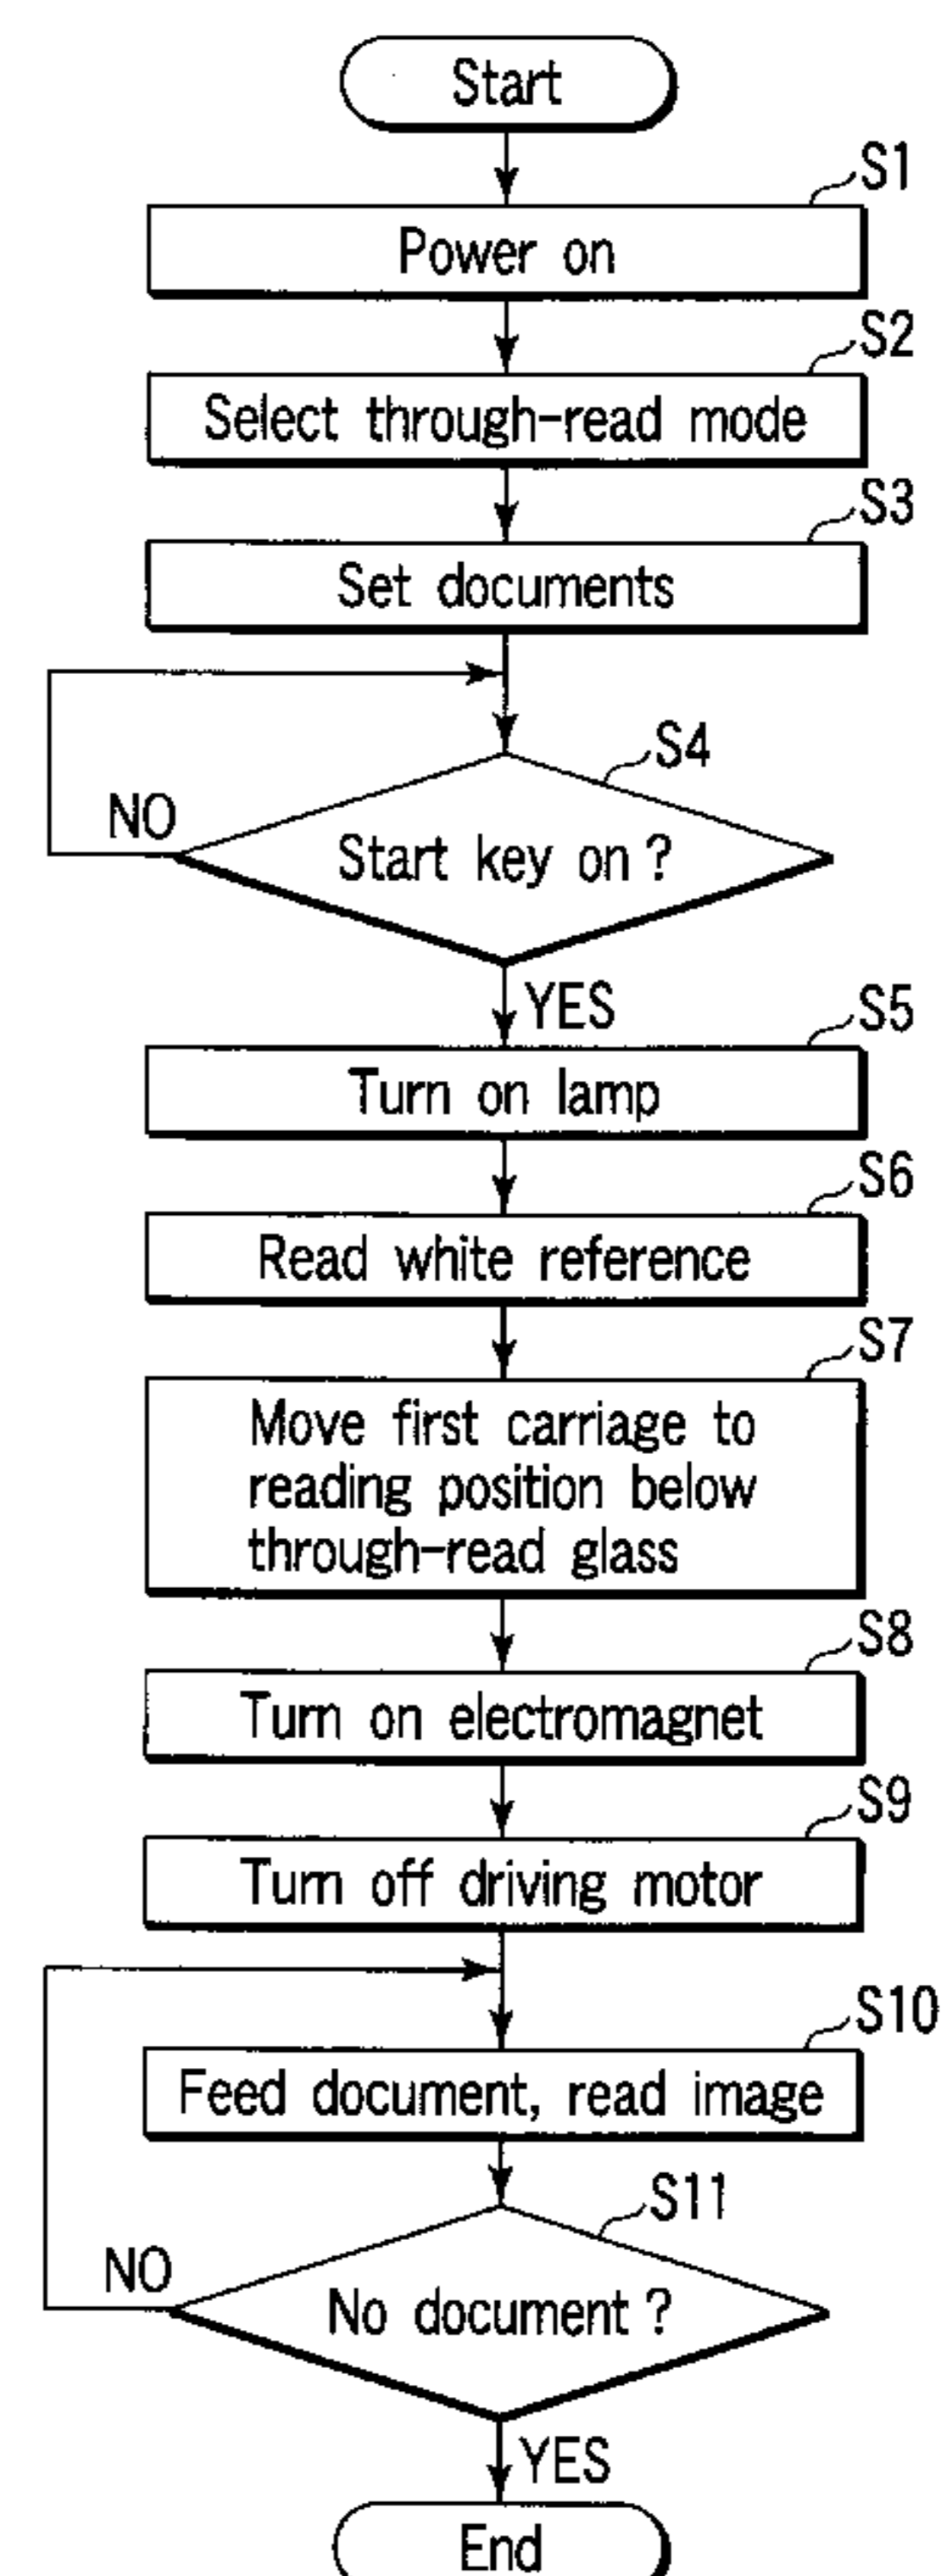 Start
S1
Power on
S2
Select through-read mode
S3
Set documents
S4
NO
Start key on?
YES
S5
Turn on lamp
S6
Read white reference
S7
Move first carriage to
reading position below
through-read glass
S8
Turn on electromagnet
S9
Turn off driving motor
S10
Feed document, read image
S11
NO
No document?
YES
End